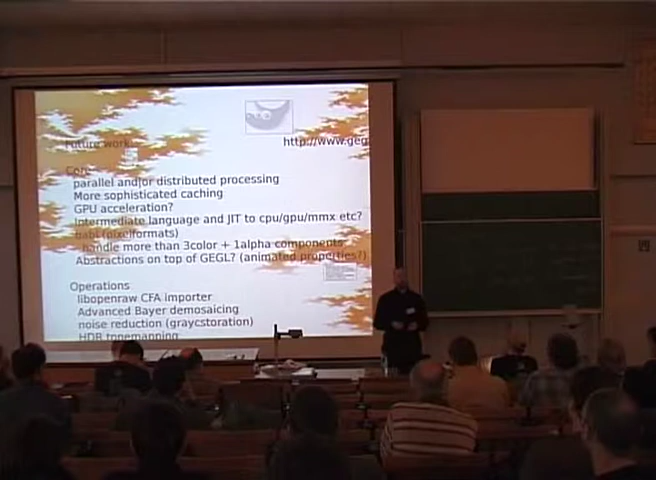 Future work:
http://www.geg
Core
parallel and/or distributed processing
More sophisticated caching
GPU acceleration?
Intermediate language and JIT to cpu/gpu/mmx etc?
babl (pixelformats)
handle more than 3color + 1alpha components
Abstractions on top of GEGL? (animated properties?)
Operations
libopenraw CFA importer
Advanced Bayer demosaicing
noise reduction (graycstoration)
HDR tonemapping